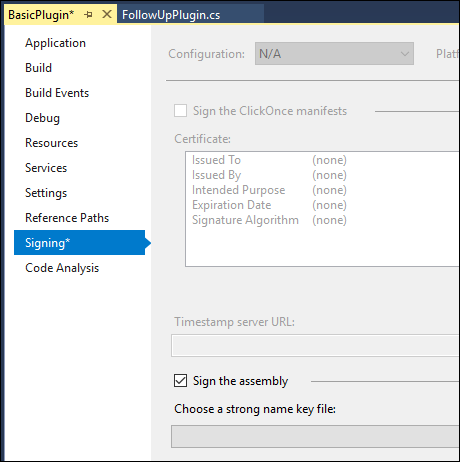 BasicPlugin* FollowUpPlugin.cs
Application
Build
Build Events
Debug
Resources
Services
Settings
Reference Paths
Signing*
Code Analysis
Configuration: N/A Platf
Sign the ClickOnce manifests
Certificate:
Issued To (none)
Issued By (none)
Intended Purpose (none)
Expiration Date (none)
Signature Algorithm (none)
Timestamp server URL:
Sign the assembly
Choose a strong name key file: